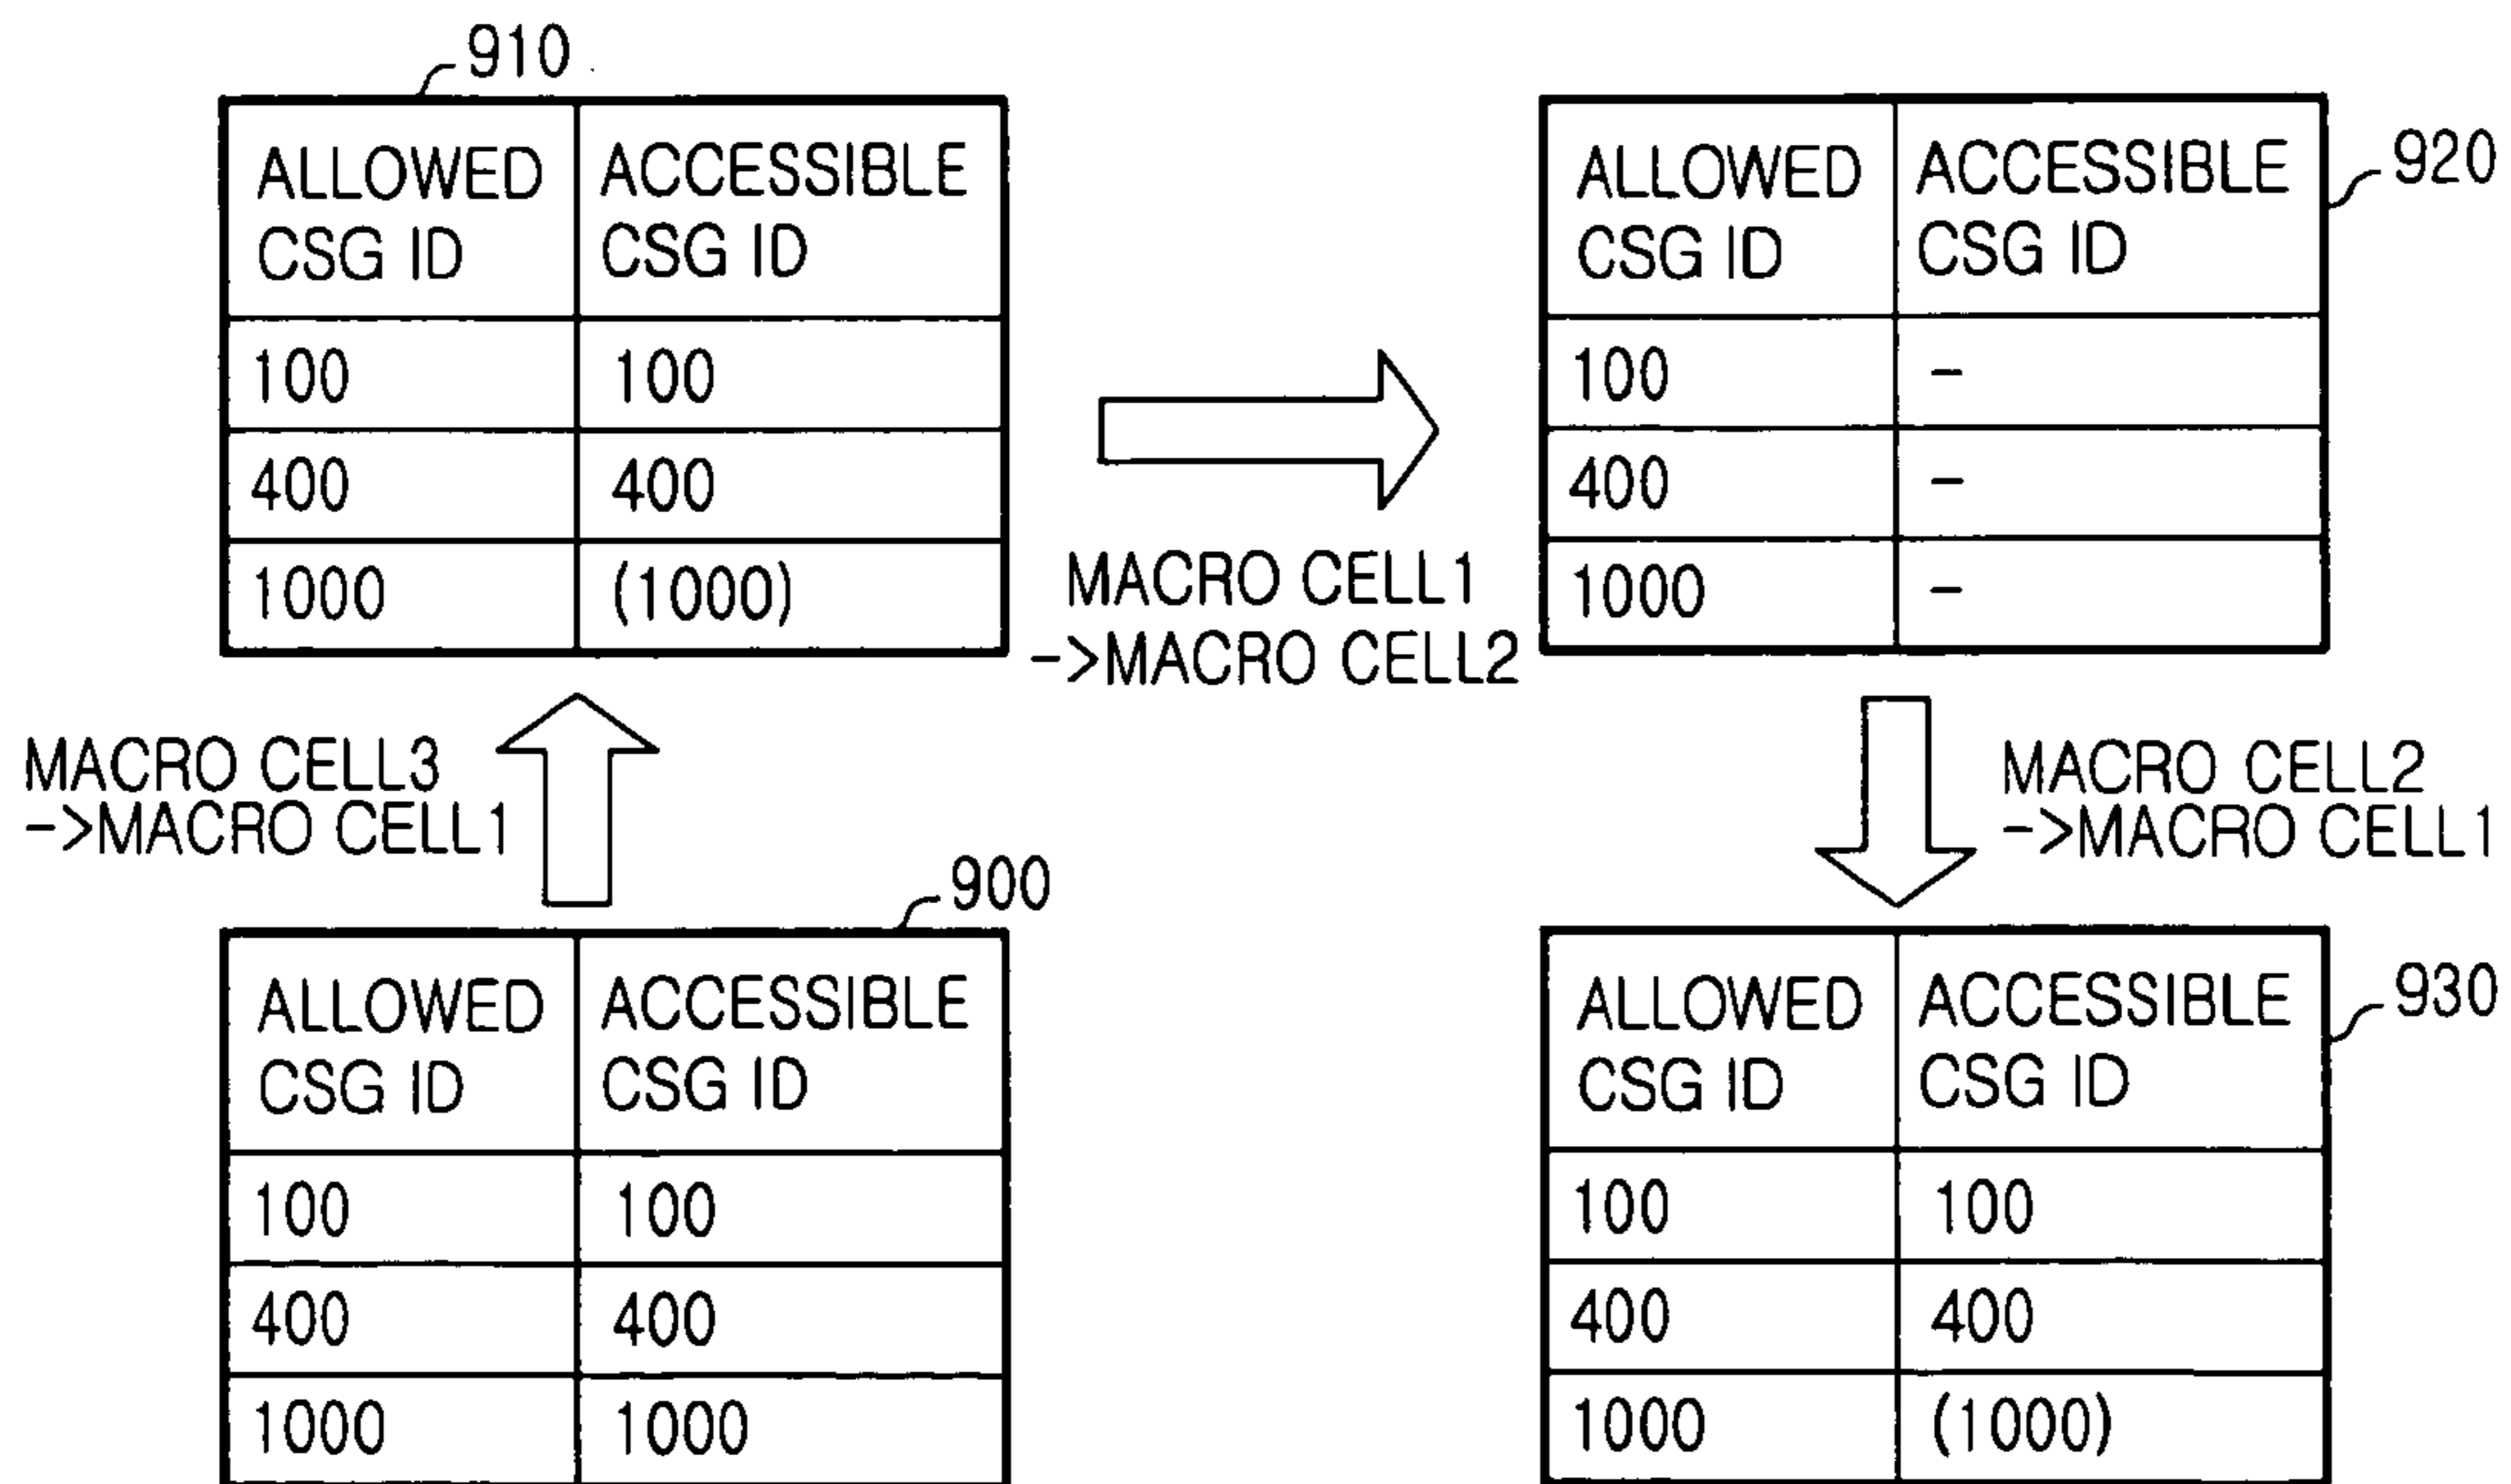 910
ALLOWED CSG ID
ACCESSIBLE CSG ID
100 100
400 400
1000 (1000)
MACRO CELL1
->MACRO CELL2
920
ALLOWED CSG ID
ACCESSIBLE CSG ID
100 -
400 -
1000 -
MACRO CELL3
->MACRO CELL1
MACRO CELL2
->MACRO CELL1
900
ALLOWED CSG ID
ACCESSIBLE CSG ID
100 100
400 400
1000 1000
930
ALLOWED CSG ID
ACCESSIBLE CSG ID
100 100
400 400
1000 (1000)